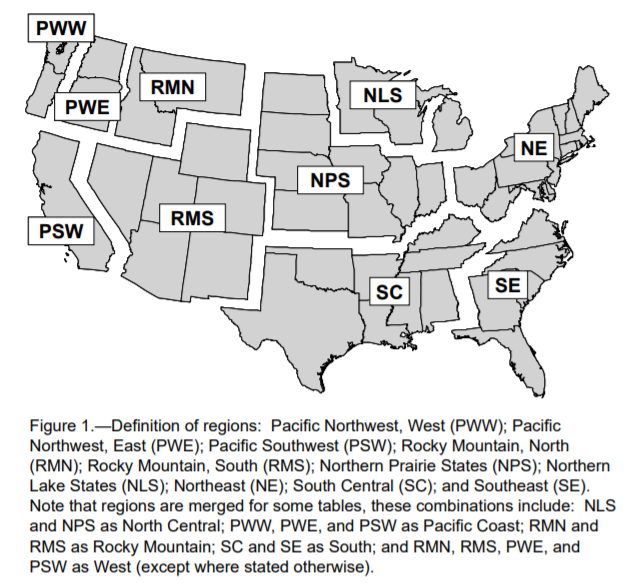 PWW
RMN
NLS
PWE
NE
NPS
RMS
PSW
SC
SE
Figure 1.—Definition of regions: Pacific Northwest, West (PWW); Pacific
Northwest, East (PWE); Pacific Southwest (PSW); Rocky Mountain, North
(RMN); Rocky Mountain, South (RMS); Northern Prairie States (NPS); Northern
Lake States (NLS); Northeast (NE); South Central (SC); and Southeast (SE).
Note that regions are merged for some tables, these combinations include: NLS
and NPS as North Central; PWW, PWE, and PSW as Pacific Coast; RMN and
RMS as Rocky Mountain; SC and SE as South; and RMN, RMS, PWE, and
PSW as West (except where stated otherwise).